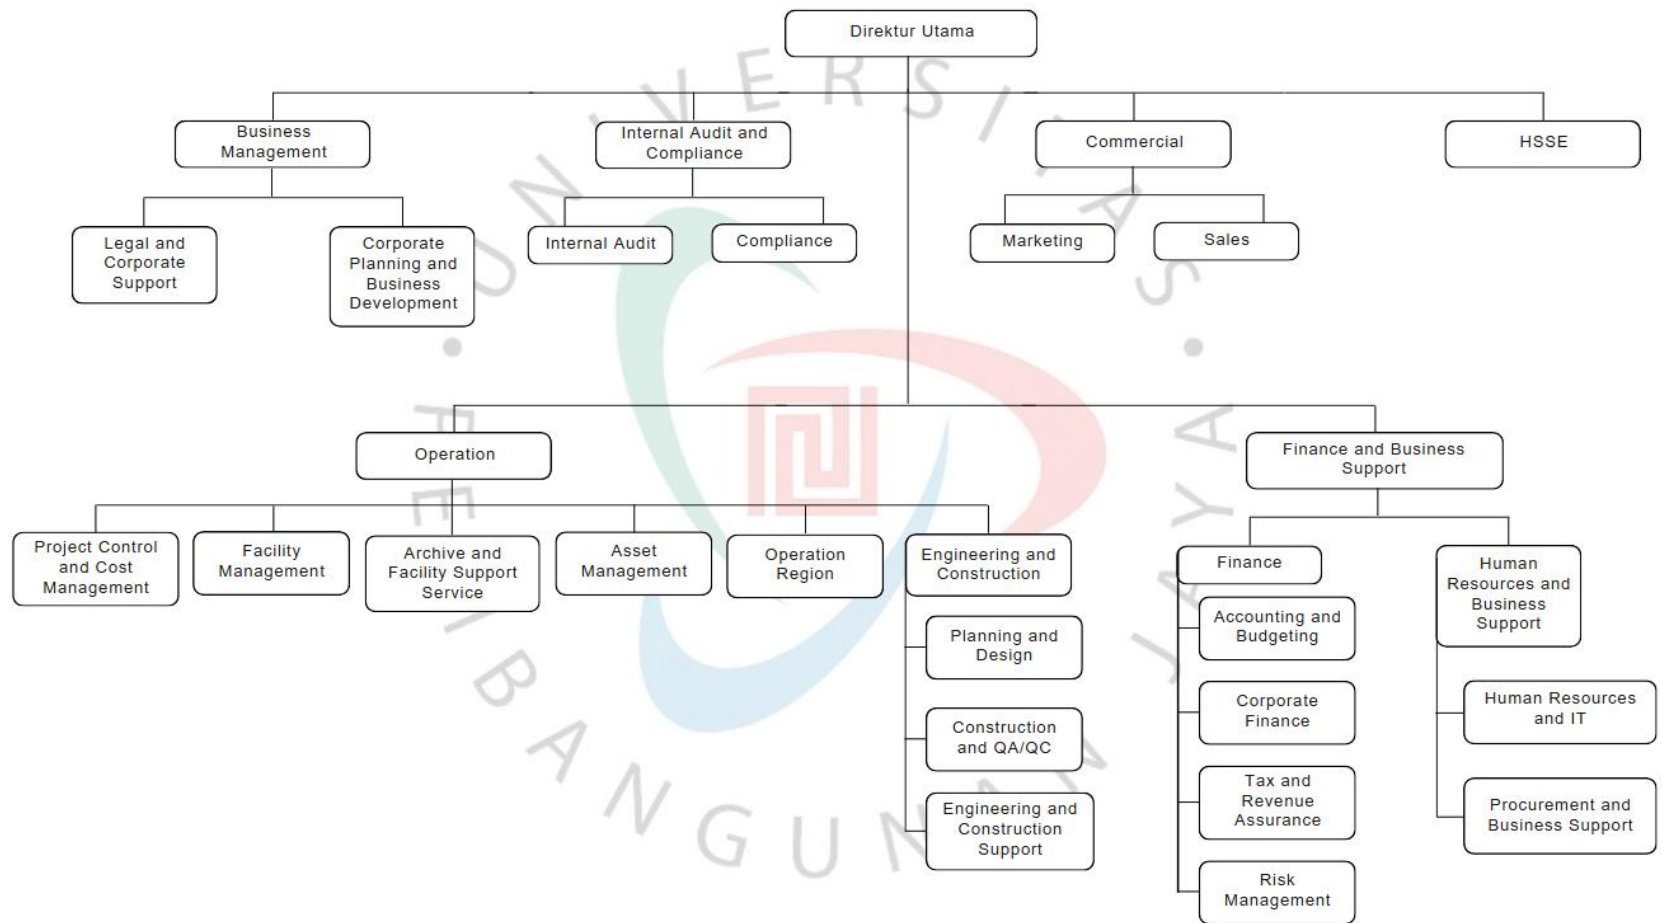 Direktur Utama
Business
Management
Internal Audit and
Compliance
Commercial
HSSE
Legal and
Corporate
Support
Corporate
Planning and
Business
Development
Internal Audit
Compliance
Marketing
Sales
Operation
Finance and Business
Support
Project Control
and Cost
Management
Facility
Management
Archive and
Facility Support
Service
Asset
Management
Operation
Region
Engineering and
Construction
Planning and
Design
Construction
and QA/QC
Engineering and
Construction
Support
Finance
Accounting and
Budgeting
Corporate
Finance
Tax and
Revenue
Assurance
Risk
Management
Human
Resources and
Business
Support
Human Resources
and IT
Procurement and
Business Support
UNIVERSITAS
PEMBANGUNAN JAYA